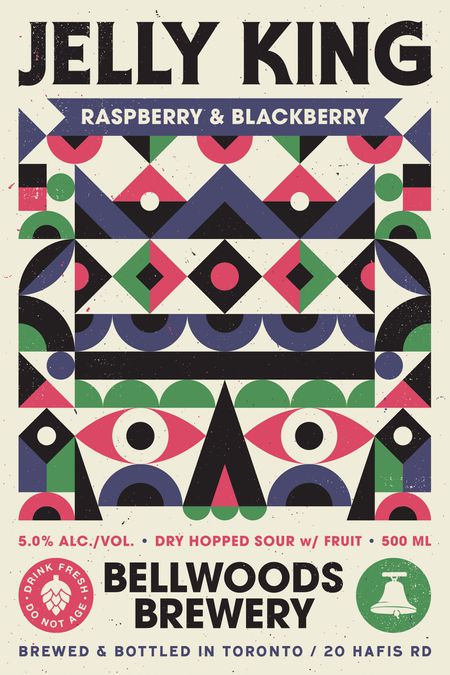 JELLY KING
RASPBERRY & BLACKBERRY
5.0% ALC./VOL. • DRY HOPPED SOUR w/ FRUIT • 500 ML
DRINK FRESH
DO NOT AGE
BELLWOODS
BREWERY
BREWED & BOTTLED IN TORONTO / 20 HAFIS RD